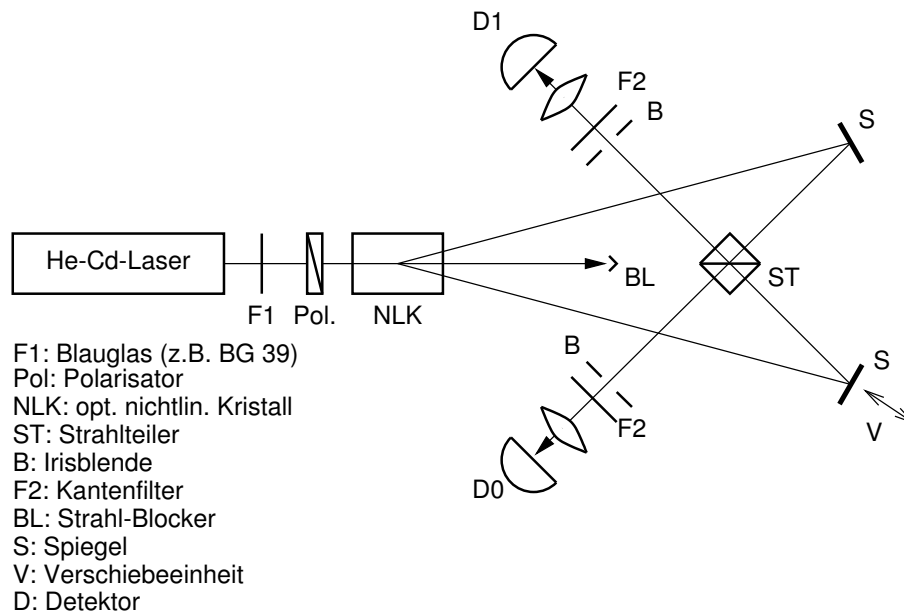 D1
F2
B
S
He-Cd-Laser
BL
ST
F1
Pol.
NLK
B
S
F2
V
D0
F1: Blauglas (z.B. BG 39)
Pol: Polarisator
NLK: opt. nichtlin. Kristall
ST: Strahlteiler
B: Irisblende
F2: Kantenfilter
BL: Strahl-Blocker
S: Spiegel
V: Verschiebeeinheit
D: Detektor